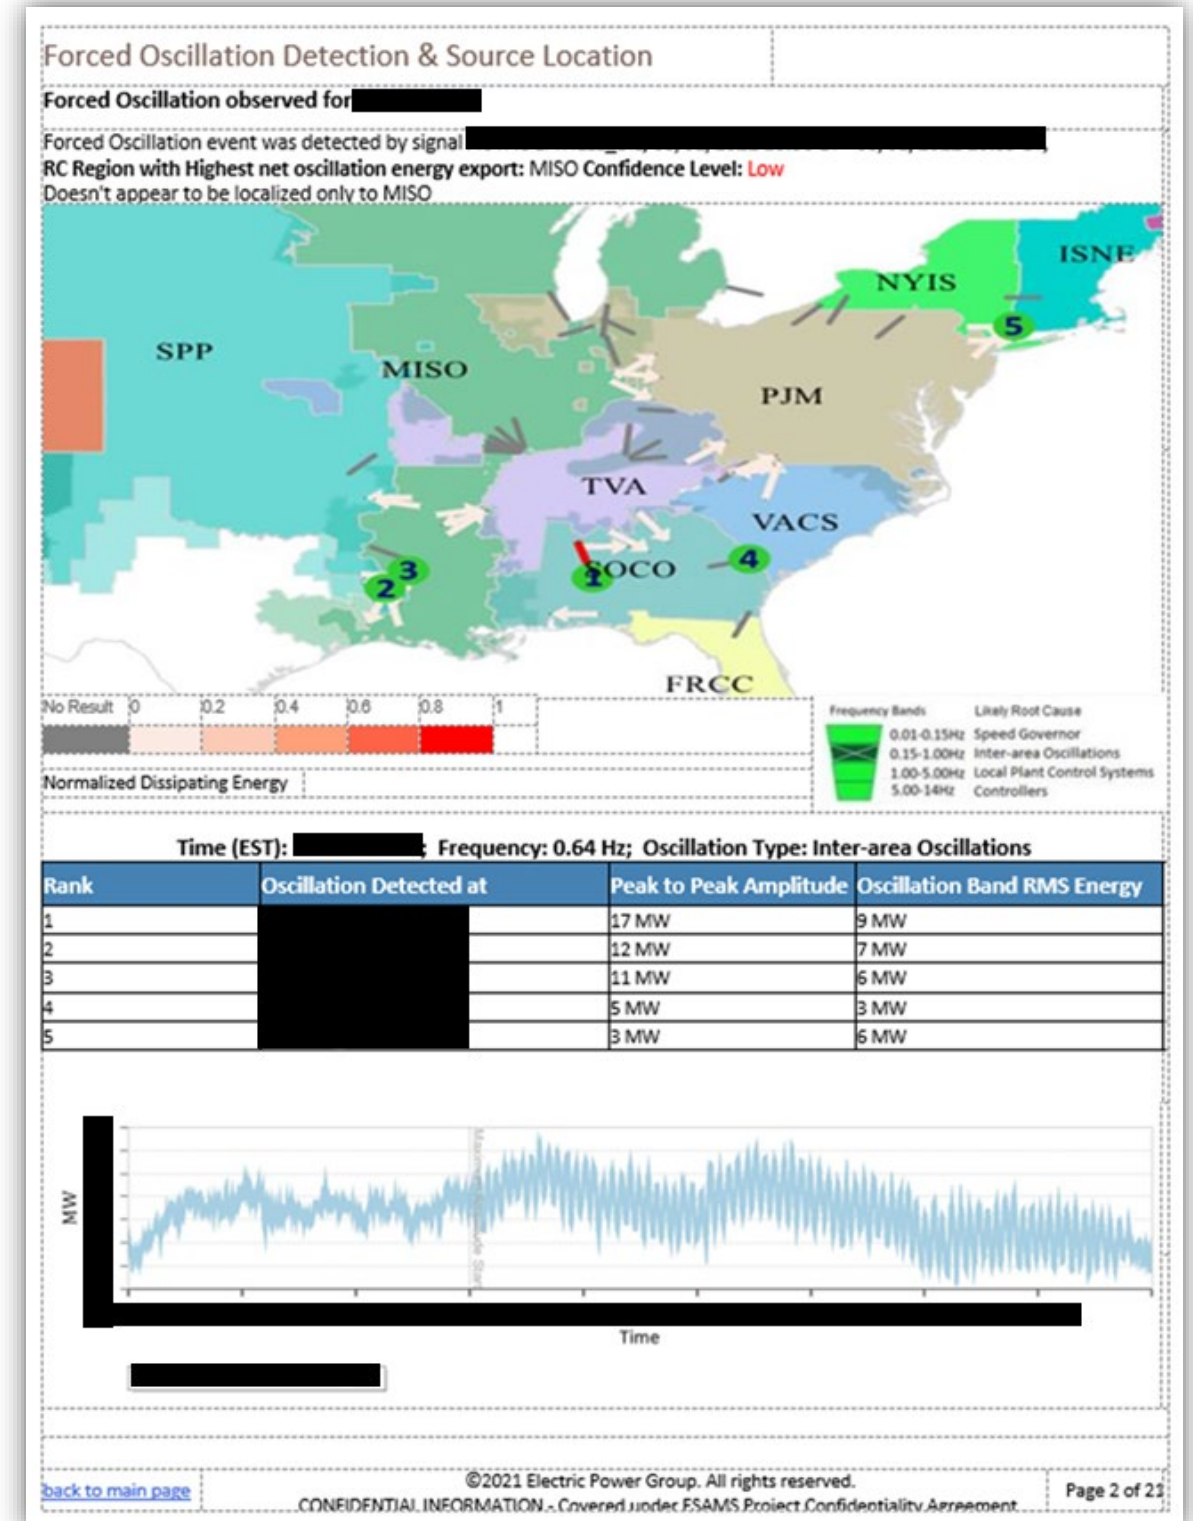 Forced Oscillation Detection & Source Location
Forced Oscillation observed for
Forced Oscillation event was detected by signal
RC Region with Highest net oscillation energy export: MISO Confidence Level: Low
Doesn't appear to be localized only to MISO
ISNE
NYIS
5
SPP
MISO
PJM
TVA
VACS
4
3
SOCO
1
2
FRCC
No Result 0 0.2 0.4 0.6 0.8 1
Normalized Dissipating Energy
Frequency Bands Likely Root Cause
0.01-0.15Hz Speed Governor
0.15-1.00Hz Inter-area Oscillations
1.00-5.00Hz Local Plant Control Systems
5.00-14Hz Controllers
Time (EST): ; Frequency: 0.64 Hz; Oscillation Type: Inter-area Oscillations
Rank Oscillation Detected at Peak to Peak Amplitude Oscillation Band RMS Energy
1 17 MW 9 MW
2 12 MW 7 MW
3 11 MW 6 MW
4 5 MW 3 MW
5 3 MW 6 MW
MW
Start
Time
back to main page
©2021 Electric Power Group. All rights reserved.
CONFIDENTIAL INFORMATION - Covered under ESAMS Project Confidentiality Agreement
Page 2 of 21